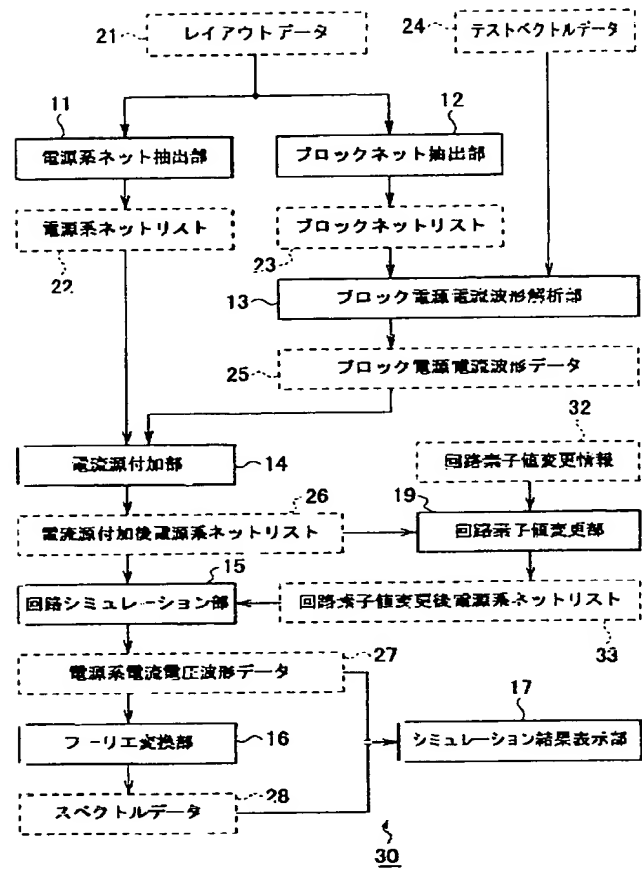 21 レイアウトデータ
24 テストベクトルデータ
11
12
電源系ネット抽出部
ブロックネット抽出部
電源系ネットリスト
ブロックネットリスト
22
23
13 ブロック電源電流波形解析部
25 ブロック電源電流波形データ
32
電流源付加部 14
回路素子値変更情報
26
19
電流源付加後電源系ネットリスト
回路素子値変更部
15
回路シミュレーション部
回路素子値変更後電源系ネットリスト
33
27
電源系電流電圧波形データ
17
フーリエ変換部 16
シミュレーション結果表示部
28
スペクトルデータ
30